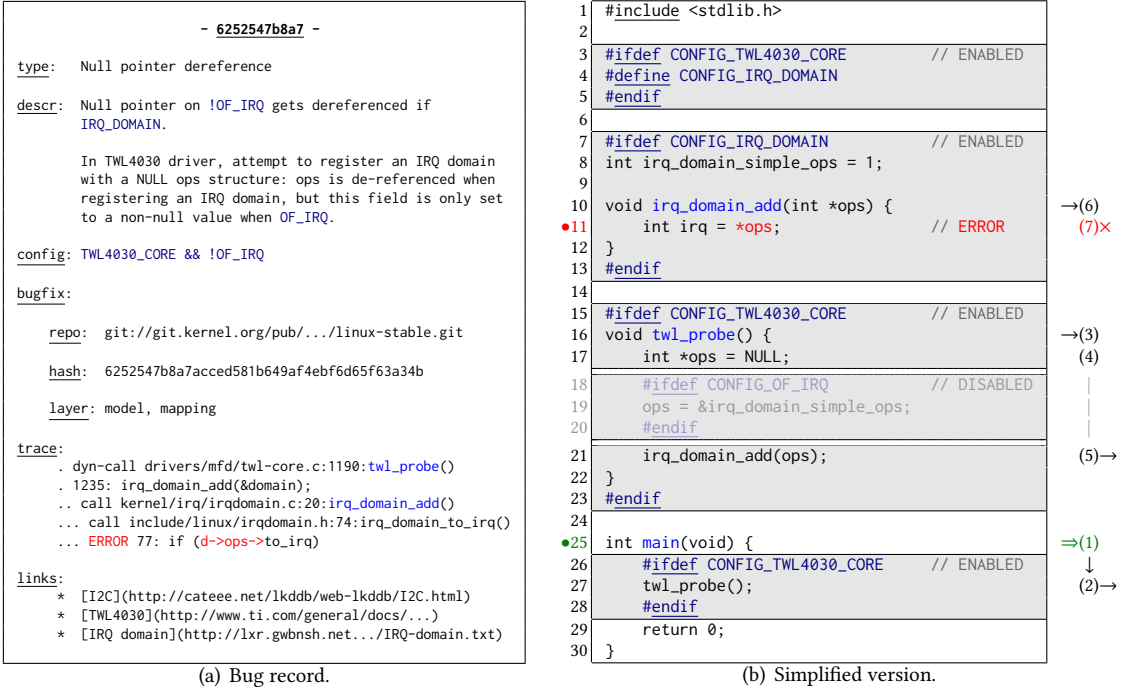 - 6252547b8a7 -
type: Null pointer dereference
descr: Null pointer on !OF_IRQ gets dereferenced if
IRQ_DOMAIN.
In TWL4030 driver, attempt to register an IRQ domain
with a NULL ops structure: ops is de-referenced when
registering an IRQ domain, but this field is only set
to a non-null value when OF_IRQ.
config: TWL4030_CORE && !OF_IRQ
bugfix:
repo: git://git.kernel.org/pub/.../linux-stable.git
hash: 6252547b8a7acced581b649af4ebf6d65f63a34b
layer: model, mapping
trace:
. dyn-call drivers/mfd/twl-core.c:1190:twl_probe()
. 1235: irq_domain_add(&domain);
.. call kernel/irq/irqdomain.c:20:irq_domain_add()
... call include/linux/irqdomain.h:74:irq_domain_to_irq()
... ERROR 77: if (d->ops->to_irq)
links:
* [I2C](http://cateee.net/lkddb/web-lkddb/I2C.html)
* [TWL4030](http://www.ti.com/general/docs/...)
* [IRQ domain](http://lxr.gwbnsh.net.../IRQ-domain.txt)
(a) Bug record.
1 #include <stdlib.h>
2
3 #ifdef CONFIG_TWL4030_CORE // ENABLED
4 #define CONFIG_IRQ_DOMAIN
5 #endif
6
7 #ifdef CONFIG_IRQ_DOMAIN // ENABLED
8 int irq_domain_simple_ops = 1;
9
10 void irq_domain_add(int *ops) { →(6)
•11 int irq = *ops; // ERROR (7)×
12 }
13 #endif
14
15 #ifdef CONFIG_TWL4030_CORE // ENABLED
16 void twl_probe() { →(3)
17 int *ops = NULL; (4)
18 #ifdef CONFIG_OF_IRQ // DISABLED |
19 ops = &irq_domain_simple_ops; |
20 #endif |
21 irq_domain_add(ops); (5)→
22 }
23 #endif
24
•25 int main(void) { ⇒(1)
26 #ifdef CONFIG_TWL4030_CORE // ENABLED ↓
27 twl_probe(); (2)→
28 #endif
29 return 0;
30 }
(b) Simplified version.